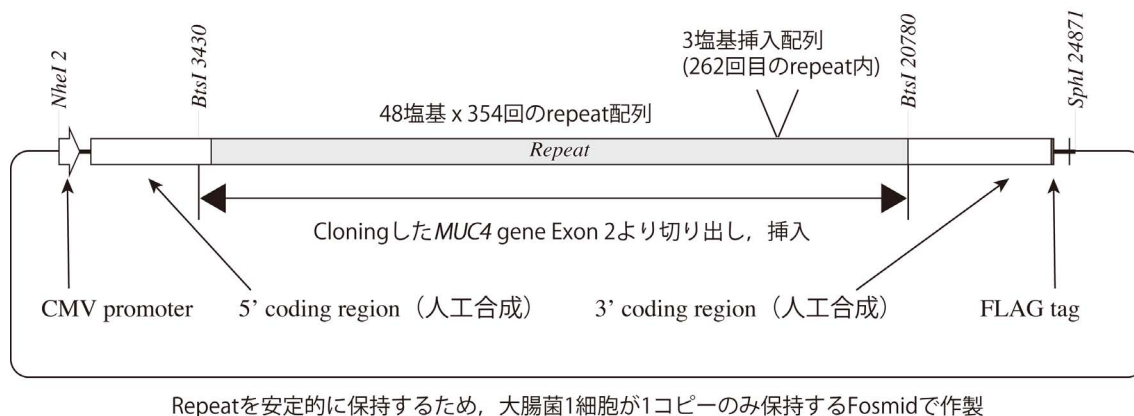 NheI 2
BtsI 3430
3塩基挿入配列
(262回目のrepeat内)
BtsI 20780
SphI 24871
48塩基 x 354回のrepeat配列
Repeat
Cloningした MUC4 gene Exon 2より切り出し，挿入
CMV promoter
5’ coding region（人工合成）
3’ coding region（人工合成）
FLAG tag
Repeatを安定的に保持するため，大腸菌1細胞が1コピーのみ保持するFosmidで作製